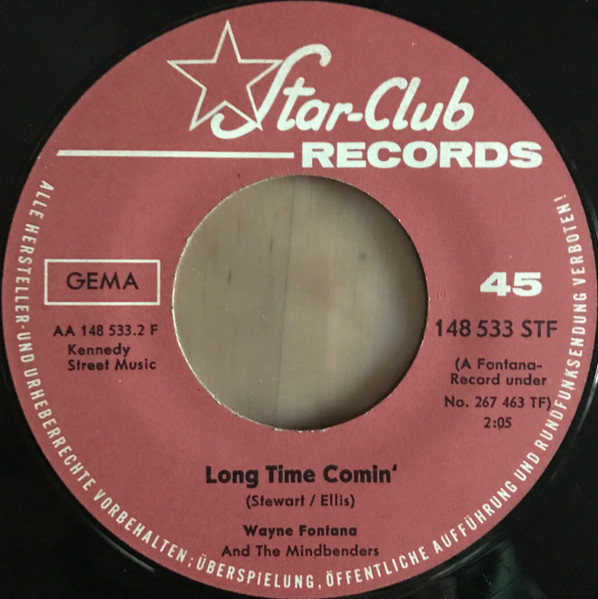 Star-Club
RECORDS
GEMA
45
AA 148 533.2 F
Kennedy
Street Music
148 533 STF
(A Fontana-
Record under
No. 267 463 TF)
2:05
Long Time Comin‘
(Stewart / Ellis)
Wayne Fontana
And The Mindbenders
ALLE HERSTELLER- UND URHEBERRECHTE VORBEHALTEN; ÜBERSPIELUNG, ÖFFENTLICHE AUFFÜHRUNG UND RUNDFUNKSENDUNG VERBOTEN!